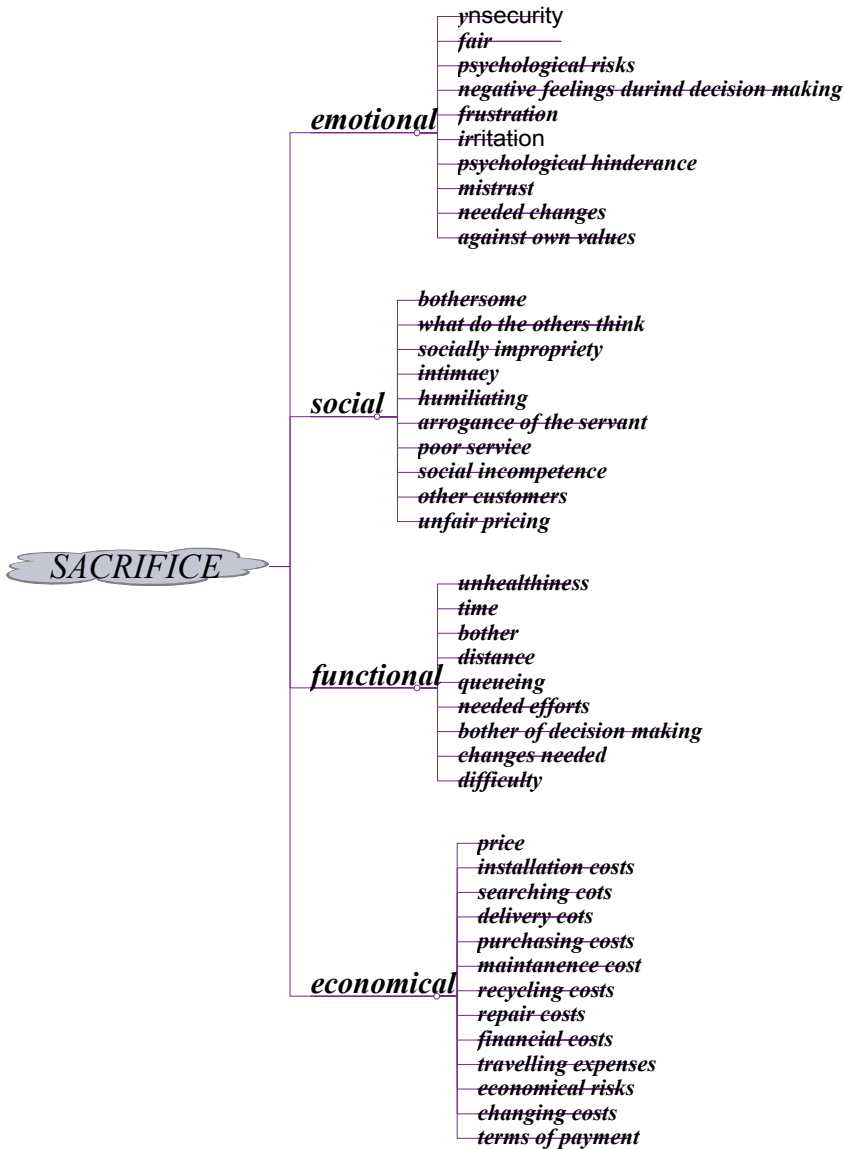 ynsecurity
fair
psychological risks
negative feelings durind decision making
emotional
frustration
irritation
psychological hinderance
mistrust
needed changes
against own values
bothersome
what do the others think
socially impropriety
intimacy
social
humiliating
arrogance of the servant
poor service
social incompetence
other customers
unfair pricing
SACRIFICE
unhealthiness
time
bother
distance
functional
queueing
needed efforts
bother of decision making
changes needed
difficulty
price
installation costs
searching cots
delivery cots
purchasing costs
maintanence cost
economical
recycling costs
repair costs
financial costs
travelling expenses
economical risks
changing costs
terms of payment